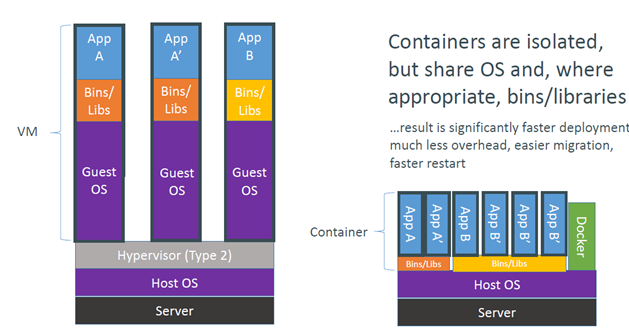 App
A
App
A’
App
B
Bins/
Libs
Bins/
Libs
Bins/
Libs
VM
Guest
OS
Guest
OS
Guest
OS
Hypervisor (Type 2)
Host OS
Server
Containers are isolated,
but share OS and, where
appropriate, bins/libraries
…result is significantly faster deployment
much less overhead, easier migration,
faster restart
Container
App A
App A’
App B
App B’
App B’
App B’
Docker
Bins/Libs
Bins/Libs
Host OS
Server